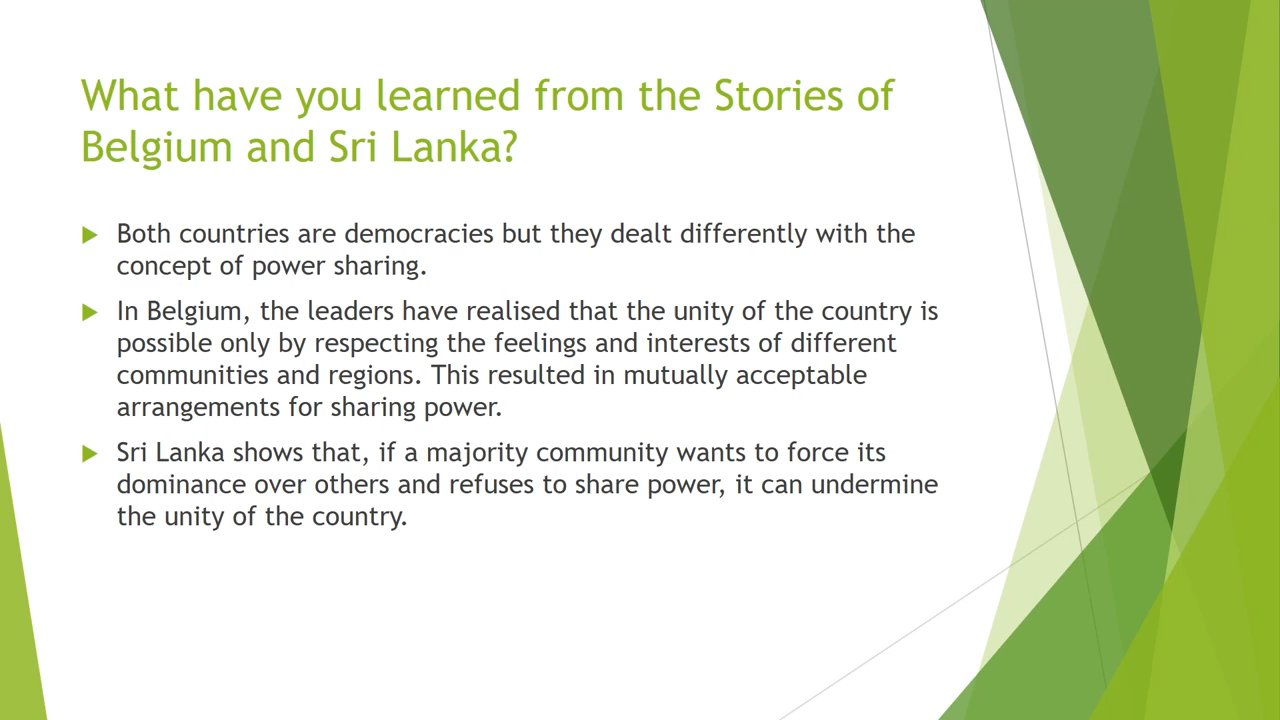 What have you learned from the Stories of
Belgium and Sri Lanka?
Both countries are democracies but they dealt differently with the
concept of power sharing.
In Belgium, the leaders have realised that the unity of the country is
possible only by respecting the feelings and interests of different
communities and regions. This resulted in mutually acceptable
arrangements for sharing power.
Sri Lanka shows that, if a majority community wants to force its
dominance over others and refuses to share power, it can undermine
the unity of the country.